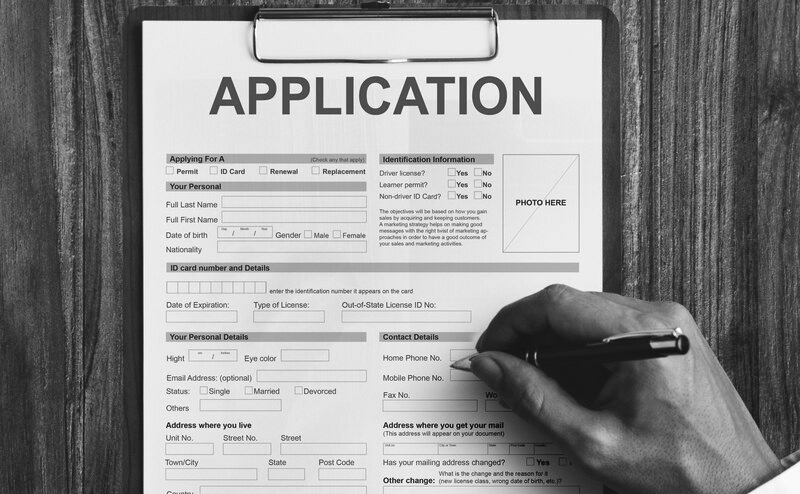 APPLICATION
Applying For A (Check any that apply)
Permit ID Card Renewal Replacement
Your Personal
Full Last Name
Full First Name
Date of birth Day / Month / Year Gender Male Female
Nationality
Identification Information
Driver license? Yes No
Learner permit? Yes No
Non-driver ID Card? Yes No
The objectives will be based on how you gain
sales by acquiring and keeping customers.
A marketing strategy helps on making good
messages with the right twist of marketing ap-
proaches in order to have a good outcome of
your sales and marketing activities.
PHOTO HERE
ID card number and Details
enter the identification number it appears on the card
Date of Expiration: Type of License: Out-of-State License ID No:
Your Personal Details
Hight / Eye color
Email Address: (optional)
Status: Single Married Devorced
Others
Address where you live
Unit No. Street No. Street
Town/City State Post Code
Country
Contact Details
Home Phone No.
Mobile Phone No.
Fax No. Wo
Address where you get your mail
(This address will appear on your document)
Has your mailing address changed? Yes
Other change: What is the change and the reason for it
(new license class, wrong date of birth, etc.)?